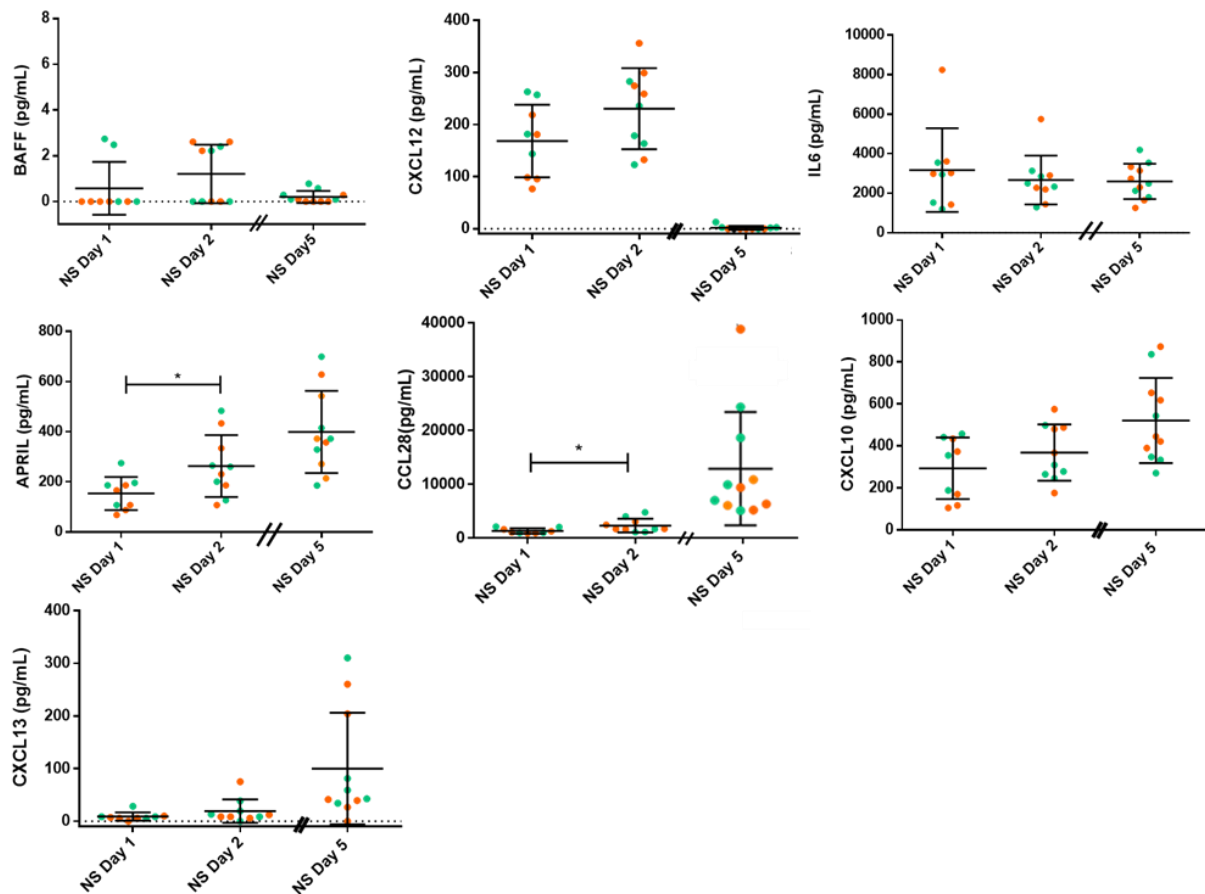 BAFF (pg/mL)
8
6
4
2
0
NS Day 1
NS Day 2
NS Day5
CXCL12 (pg/mL)
400
300
200
100
0
NS Day 1
NS Day 2
NS Day 5
IL6 (pg/mL)
10000
8000
6000
4000
2000
0
NS Day 1
NS Day 2
NS Day 5
APRIL (pg/mL)
800
600
400
200
0
*
NS Day 1
NS Day 2
NS Day 5
CCL28(pg/mL)
40000
30000
20000
10000
0
*
NS Day 1
NS Day 2
NS Day 5
CXCL10 (pg/mL)
1000
800
600
400
200
0
NS Day 1
NS Day 2
NS Day 5
CXCL13 (pg/mL)
400
300
200
100
0
NS Day 1
NS Day 2
NS Day 5